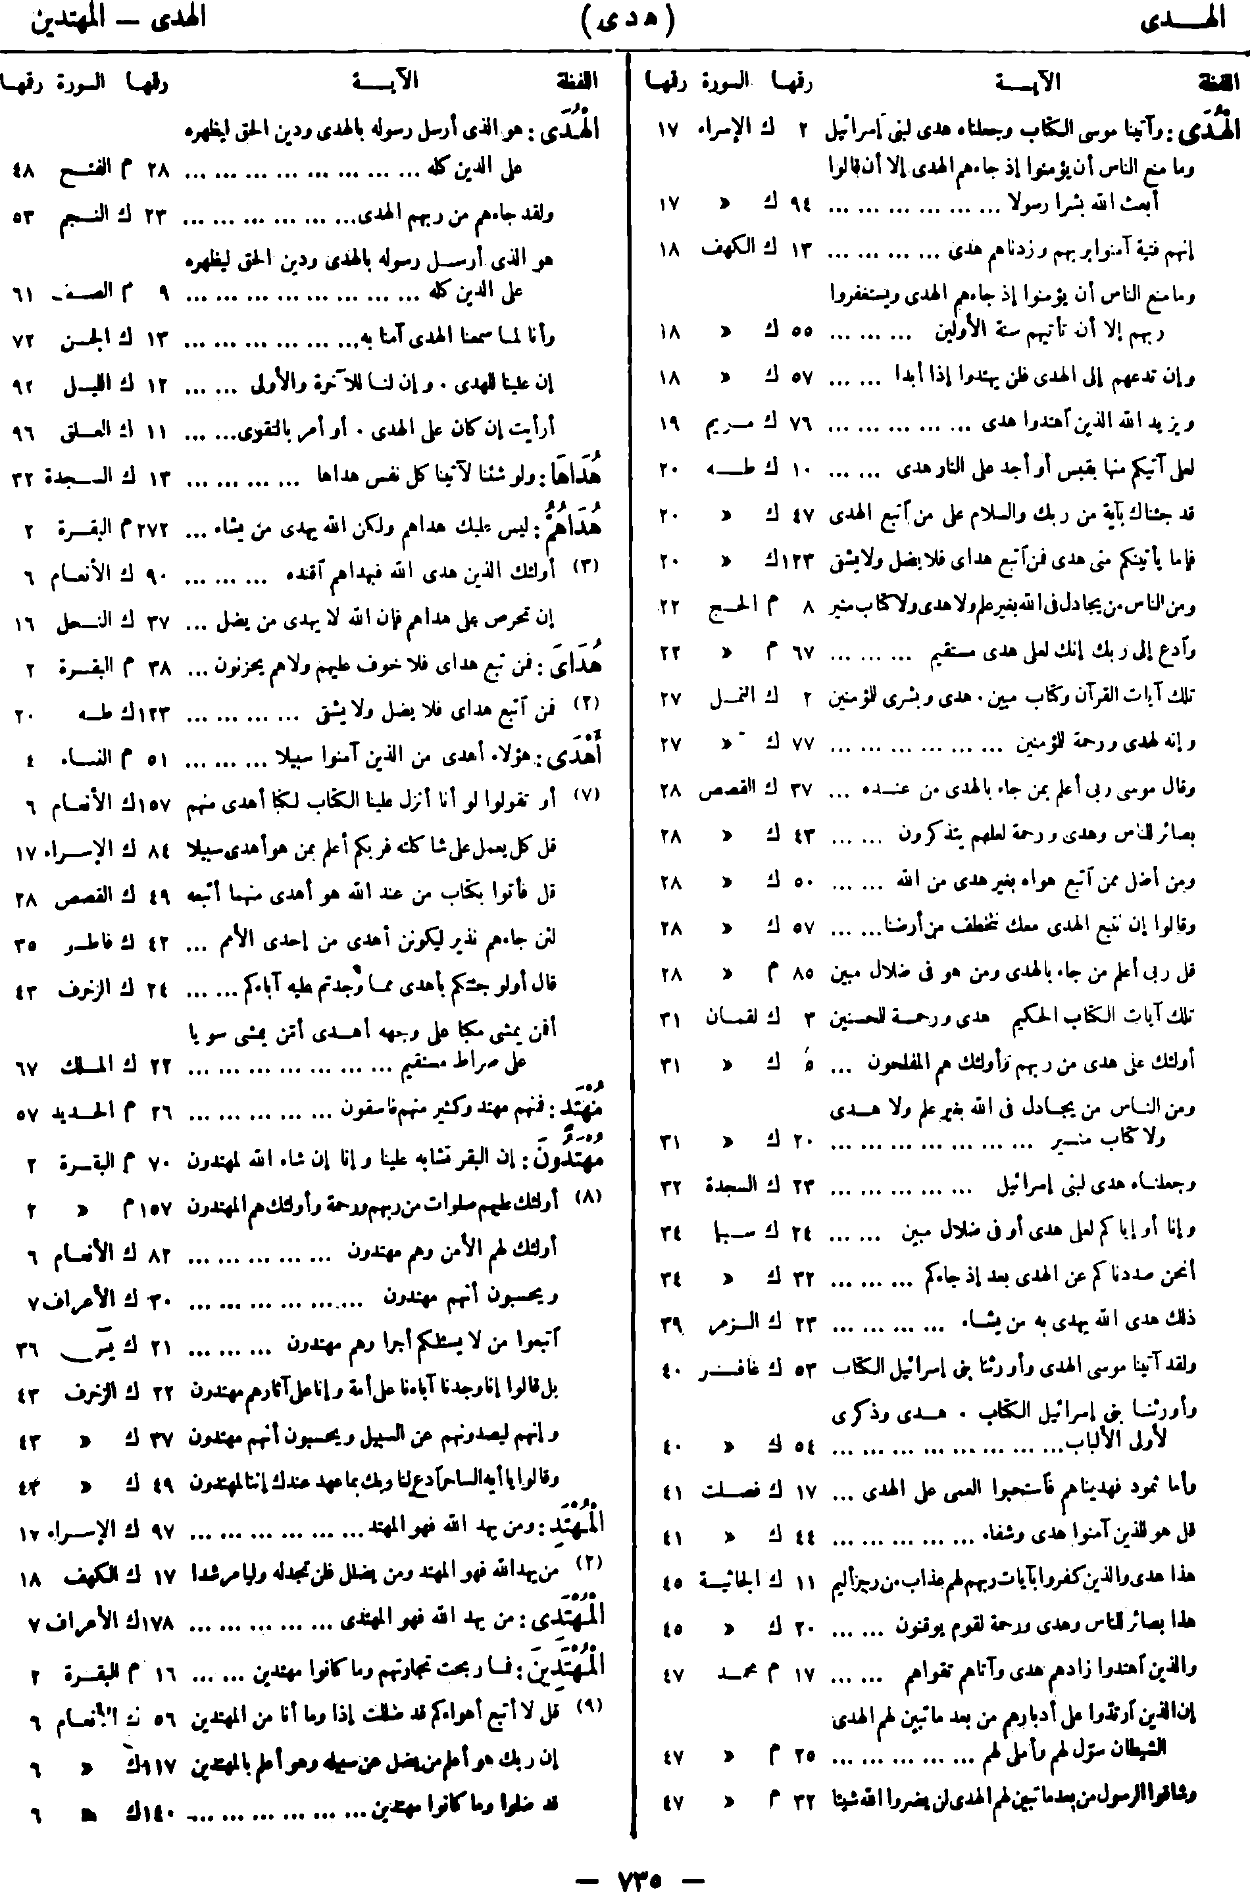 الهـــدى
( هدى )
الهدى — المهتدين
اللفظة الآيـــة رقمها السورة رقمها
الْهُدَى : وآتينا موسى الكتاب وجعلناه هدى لبنى إسرائيل ٢ ك الإسراء ١٧
وما منع الناس أن يؤمنوا إذ جاءهم الهدى إلا أن قالوا
أبعث الله بشرا رسولا ... ... ... ... ... ... ٩٤ ك « ١٧
إنهم فتية آمنوا بربهم وزدناهم هدى ... ... ... ... ١٣ ك الكهف ١٨
وما منع الناس أن يؤمنوا إذ جاءهم الهدى ويستغفروا
ربهم إلا أن تأتيهم سنة الأولين ... ... ... ٥٥ ك « ١٨
وإن تدعهم إلى الهدى فلن يهتدوا إذا أبدا ... ... ٥٧ ك « ١٨
ويزيد الله الذين اهتدوا هدى ... ... ... ... ... ٧٦ ك مريم ١٩
لعلى آتيكم منها بقبس أو أجد على النار هدى ... ... ١٠ ك طه ٢٠
قد جئناك بآية من ربك والسلام على من اتبع الهدى ٤٧ ك « ٢٠
فإما يأتينكم منى هدى فمن اتبع هداى فلا يضل ولا يشقى ١٢٣ك « ٢٠
ومن الناس من يجادل فى الله بغير علم ولا هدى ولا كتاب منير ٨ م الحج ٢٢
وادع إلى ربك إنك لعلى هدى مستقيم ... ... ... ٦٧ م « ٢٢
تلك آيات القرآن وكتاب مبين . هدى وبشرى للمؤمنين ٢ ك النمل ٢٧
وإنه لهدى ورحمة للمؤمنين ... ... ... ... ... ... ٧٧ ك « ٢٧
وقال موسى ربى أعلم بمن جاء بالهدى من عنده ... ٣٧ ك القصص ٢٨
بصائر للناس وهدى ورحمة لعلهم يتذكرون ... ... ٤٣ ك « ٢٨
ومن أضل ممن اتبع هواه بغير هدى من الله ... ... ٥٠ ك « ٢٨
وقالوا إن نتبع الهدى معك نتخطف من أرضنا ... ... ٥٧ ك « ٢٨
قل ربى أعلم من جاء بالهدى ومن هو فى ضلال مبين ٨٥ م « ٢٨
تلك آيات الكتاب الحكيم هدى ورحمة للمحسنين ٣ ك لقمان ٣١
أولئك على هدى من ربهم وأولئك هم المفلحون ... ٥ ك « ٣١
ومن الناس من يجادل فى الله بغير علم ولا هدى
ولا كتاب منير ... ... ... ... ... ... ... ٢٠ ك « ٣١
وجعلناه هدى لبنى إسرائيل ... ... ... ... ... ٢٣ ك السجدة ٣٢
وإنا أو إياكم لعلى هدى أو فى ضلال مبين ... ... ٢٤ ك سبإ ٣٤
أنحن صددناكم عن الهدى بعد إذ جاءكم ... ... ... ٣٢ ك « ٣٤
ذلك هدى الله يهدى به من يشاء ... ... ... ... ٢٣ ك الزمر ٣٩
ولقد آتينا موسى الهدى وأورثنا بنى إسرائيل الكتاب ٥٣ ك غافر ٤٠
وأورثنا بنى إسرائيل الكتاب . هدى وذكرى
لأولى الألباب ... ... ... ... ... ... ... ... ٥٤ ك « ٤٠
وأما ثمود فهديناهم فاستحبوا العمى على الهدى ... ١٧ ك فصلت ٤١
قل هو للذين آمنوا هدى وشفاء ... ... ... ... ... ٤٤ ك « ٤١
هذا هدى والذين كفروا بآيات ربهم لهم عذاب من رجز أليم ١١ ك الجاثية ٤٥
هذا بصائر للناس وهدى ورحمة لقوم يوقنون ... ... ٢٠ ك « ٤٥
والذين اهتدوا زادهم هدى وآتاهم تقواهم ... ... ١٧ م محمد ٤٧
إن الذين ارتدوا على أدبارهم من بعد ما تبين لهم الهدى
الشيطان سول لهم وأملى لهم ... ... ... ... ... ٢٥ م « ٤٧
وشاقوا الرسول من بعد ما تبين لهم الهدى لن يضروا الله شيئا ٣٢ م « ٤٧
اللفظة الآيـــة رقمها السورة رقمها
الْهُدَى : هو الذى أرسل رسوله بالهدى ودين الحق ليظهره
على الدين كله ... ... ... ... ... ... ... ... ٢٨ م الفتح ٤٨
ولقد جاءهم من ربهم الهدى ... ... ... ... ... ... ٢٣ ك النجم ٥٣
هو الذى أرسل رسوله بالهدى ودين الحق ليظهره
على الدين كله ... ... ... ... ... ... ... ... ٩ م الصف ٦١
وأنا لما سمعنا الهدى آمنا به ... ... ... ... ... ... ١٣ ك الجن ٧٢
إن علينا للهدى . وإن لنا للآخرة والأولى ... ... ١٢ ك الليل ٩٢
أرأيت إن كان على الهدى . أو أمر بالتقوى ... ... ١١ ك العلق ٩٦
هُدَاهَا : ولو شئنا لآتينا كل نفس هداها ... ... ... ... ١٣ ك السجدة ٣٢
هُدَاهُمْ : ليس عليك هداهم ولكن الله يهدى من يشاء ... ٢٧٢ م البقرة ٢
(٣) أولئك الذين هدى الله فبهداهم اقتده ... ... ... ٩٠ ك الأنعام ٦
إن تحرص على هداهم فإن الله لا يهدى من يضل ... ٣٧ ك النحل ١٦
هُدَاىَ : فمن تبع هداى فلا خوف عليهم ولا هم يحزنون ... ٣٨ م البقرة ٢
(٢) فمن اتبع هداى فلا يضل ولا يشقى ... ... ... ... ١٢٣ك طه ٢٠
أَهْدَى : هؤلاء أهدى من الذين آمنوا سبيلا ... ... ... ٥١ م النساء ٤
(٧) أو تقولوا لو أنا أنزل علينا الكتاب لكنا أهدى منهم ١٥٧ك الأنعام ٦
قل كل يعمل على شاكلته فربكم أعلم بمن هو أهدى سبيلا ٨٤ ك الإسراء ١٧
قل فأتوا بكتاب من عند الله هو أهدى منهما أتبعه ٤٩ ك القصص ٢٨
لئن جاءهم نذير ليكونن أهدى من إحدى الأمم ... ٤٢ ك فاطر ٣٥
قال أولو جئتكم بأهدى مما وجدتم عليه آباءكم ... ... ٢٤ ك الزخرف ٤٣
أفمن يمشى مكبا على وجهه أهدى أمن يمشى سويا
على صراط مستقيم ... ... ... ... ... ... ... ... ٢٢ ك الملك ٦٧
مُهْتَدٍ : فمنهم مهتد وكثير منهم فاسقون ... ... ... ... ... ٢٦ م الحديد ٥٧
مُهْتَدُونَ : إن البقر تشابه علينا وإنا إن شاء الله لمهتدون ٧٠ م البقرة ٢
(٨) أولئك عليهم صلوات من ربهم ورحمة وأولئك هم المهتدون ١٥٧ م « ٢
أولئك لهم الأمن وهم مهتدون ... ... ... ... ... ٨٢ ك الأنعام ٦
ويحسبون أنهم مهتدون ... ... ... ... ... ... ٣٠ ك الأعراف ٧
اتبعوا من لا يسئلكم أجرا وهم مهتدون ... ... ... ٢١ ك يس ٣٦
بل قالوا إنا وجدنا آباءنا على أمة وإنا على آثارهم مهتدون ٢٢ ك الزخرف ٤٣
وإنهم ليصدونهم عن السبيل ويحسبون أنهم مهتدون ٣٧ ك « ٤٣
وقالوا يا أيه الساحر ادع لنا ربك بما عهد عندك إننا لمهتدون ٤٩ ك « ٤٣
الْمُهْتَدِ : ومن يهد الله فهو المهتد ... ... ... ... ... ... ... ٩٧ ك الإسراء ١٧
(٢) من يهد الله فهو المهتد ومن يضلل فلن تجد له وليا مرشدا ١٧ ك الكهف ١٨
الْمُهْتَدِى : من يهد الله فهو المهتدى ... ... ... ... ... ١٧٨ك الأعراف ٧
الْمُهْتَدِينَ : فما ربحت تجارتهم وما كانوا مهتدين ... ... ١٦ م البقرة ٢
(٩) قل لا أتبع أهواءكم قد ضللت إذا وما أنا من المهتدين ٥٦ ك الأنعام ٦
إن ربك هو أعلم من يضل عن سبيله وهو أعلم بالمهتدين ١١٧ك « ٦
قد ضلوا وما كانوا مهتدين ... ... ... ... ... ... ١٤٠ك « ٦
— ٧٣٥ —